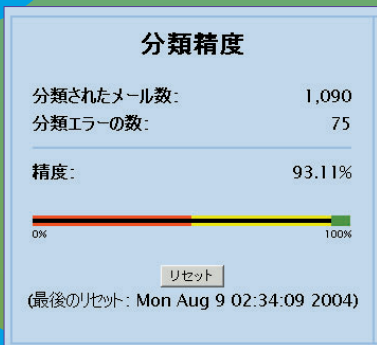 分類精度
分類されたメール数: 1,090
分類エラーの数: 75
精度: 93.11%
0% 100%
リセット
(最後のリセット: Mon Aug 9 02:34:09 2004)